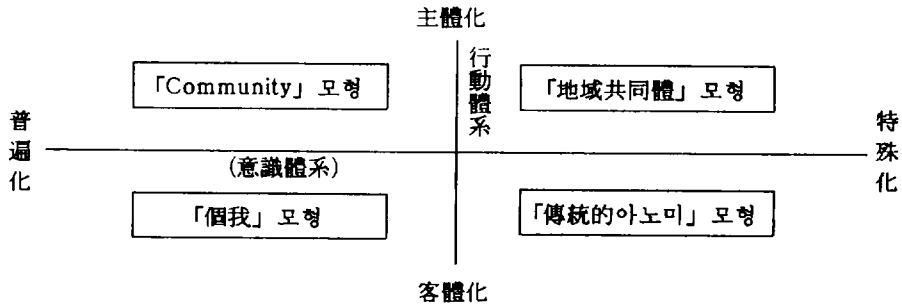 主體化
「Community」 모형
行動體系
「地域共同體」 모형
普遍化
特殊化
(意識體系)
「個我」 모형
「傳統的아노미」 모형
客體化